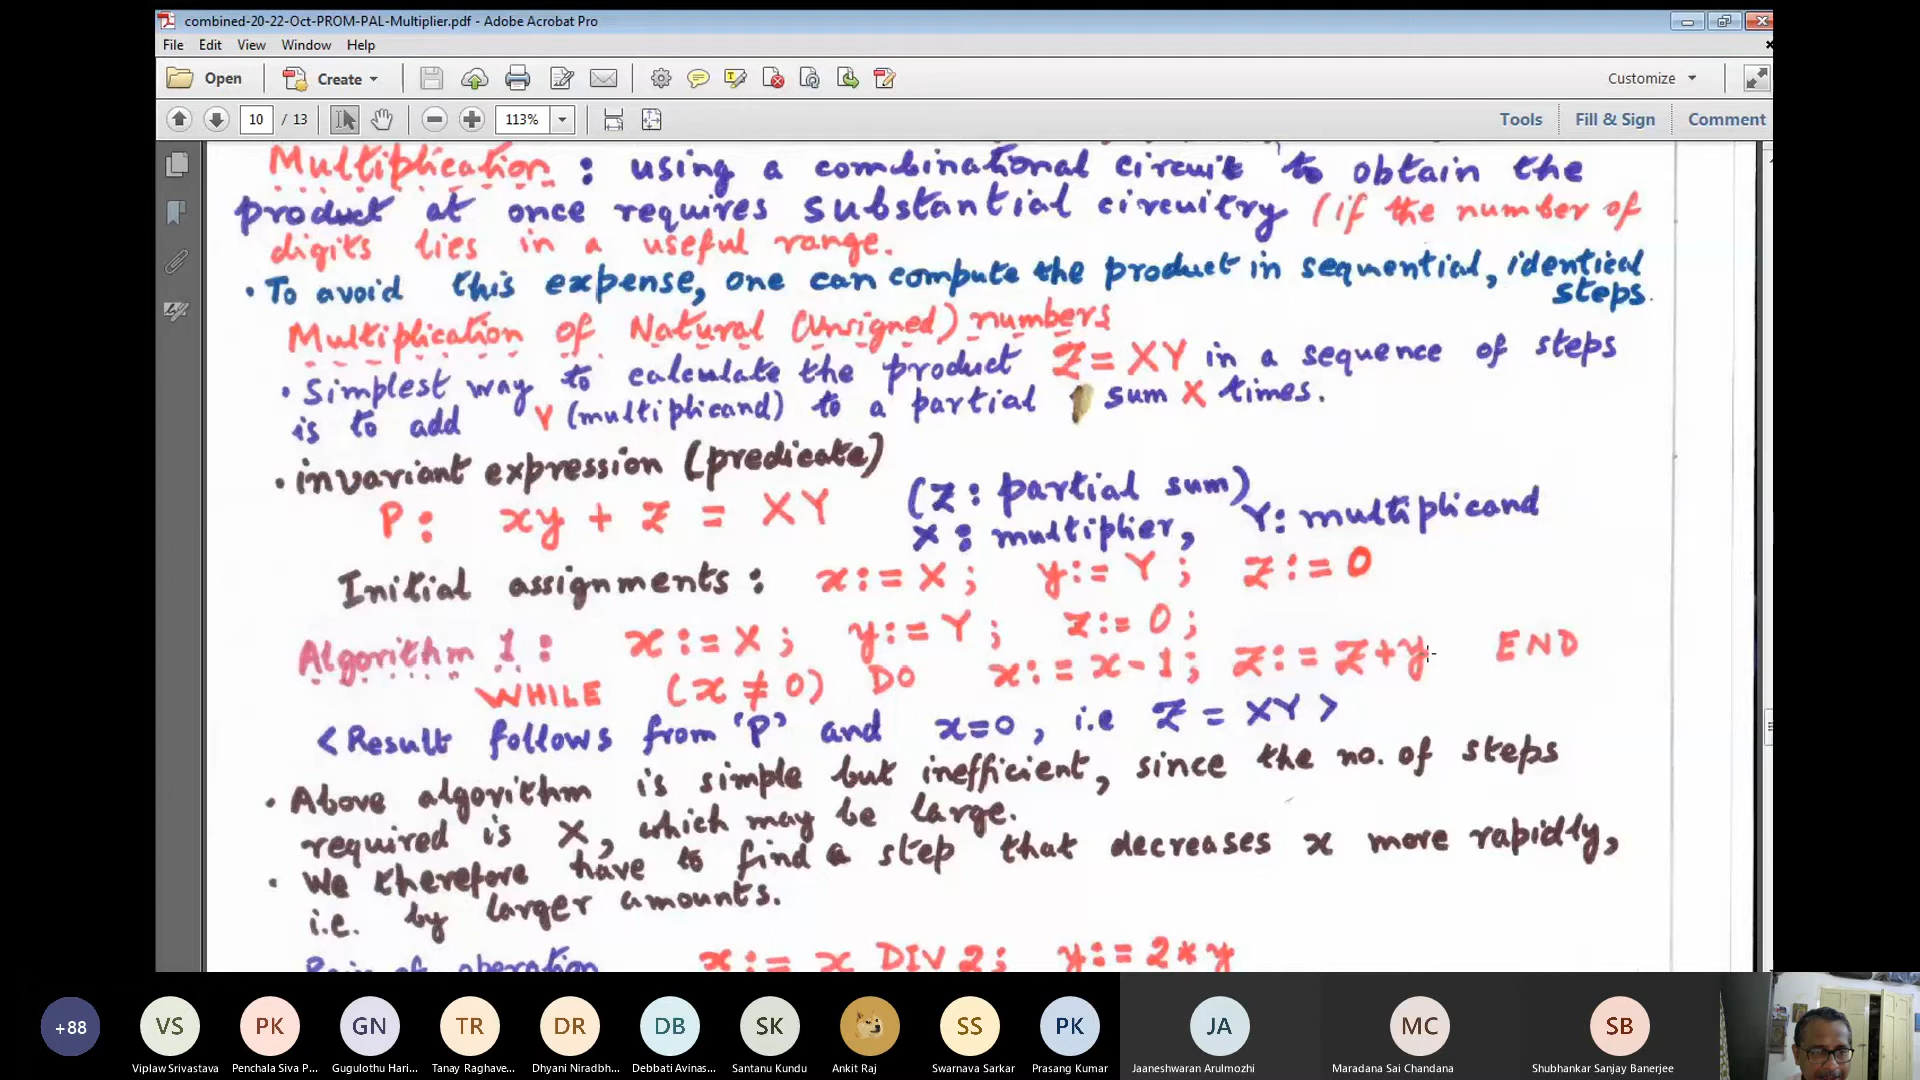 combined-20-22-Oct-PROM-PAL-Multiplier.pdf - Adobe Acrobat Pro
File Edit View Window Help
Open Create Customize
10 / 13 113% Tools Fill & Sign Comment
Multiplication : using a combinational circuit to obtain the
product at once requires substantial circuitry (if the number of
digits lies in a useful range.
• To avoid this expense, one can compute the product in sequential, identical
steps.
Multiplication of Natural (Unsigned) numbers
• Simplest way to calculate the product Z = XY in a sequence of steps
is to add Y (multiplicand) to a partial sum X times.
• invariant expression (predicate)
P: xy + z = XY (Z : partial sum)
X : multiplier, Y: multiplicand
Initial assignments : x := X ; y := Y ; z := 0
Algorithm 1 : x := X ; y := Y ; z := 0 ;
WHILE (x ≠ 0) DO x := x - 1 ; z := z + y END
< Result follows from 'P' and x=0, i.e Z = XY >
• Above algorithm is simple but inefficient, since the no. of steps
required is X, which may be large.
• We therefore have to find a step that decreases x more rapidly,
i.e. by larger amounts.
Pair of operation x := x DIV 2 ; y := 2 * y
+88 VS PK GN TR DR DB SK SS PK JA MC SB
Viplaw Srivastava Penchala Siva P... Gugulothu Hari... Tanay Raghave... Dhyani Niradbh... Debbati Avinas... Santanu Kundu Ankit Raj Swarnava Sarkar Prasang Kumar Jaaneshwaran Arulmozhi Maradana Sai Chandana Shubhankar Sanjay Banerjee